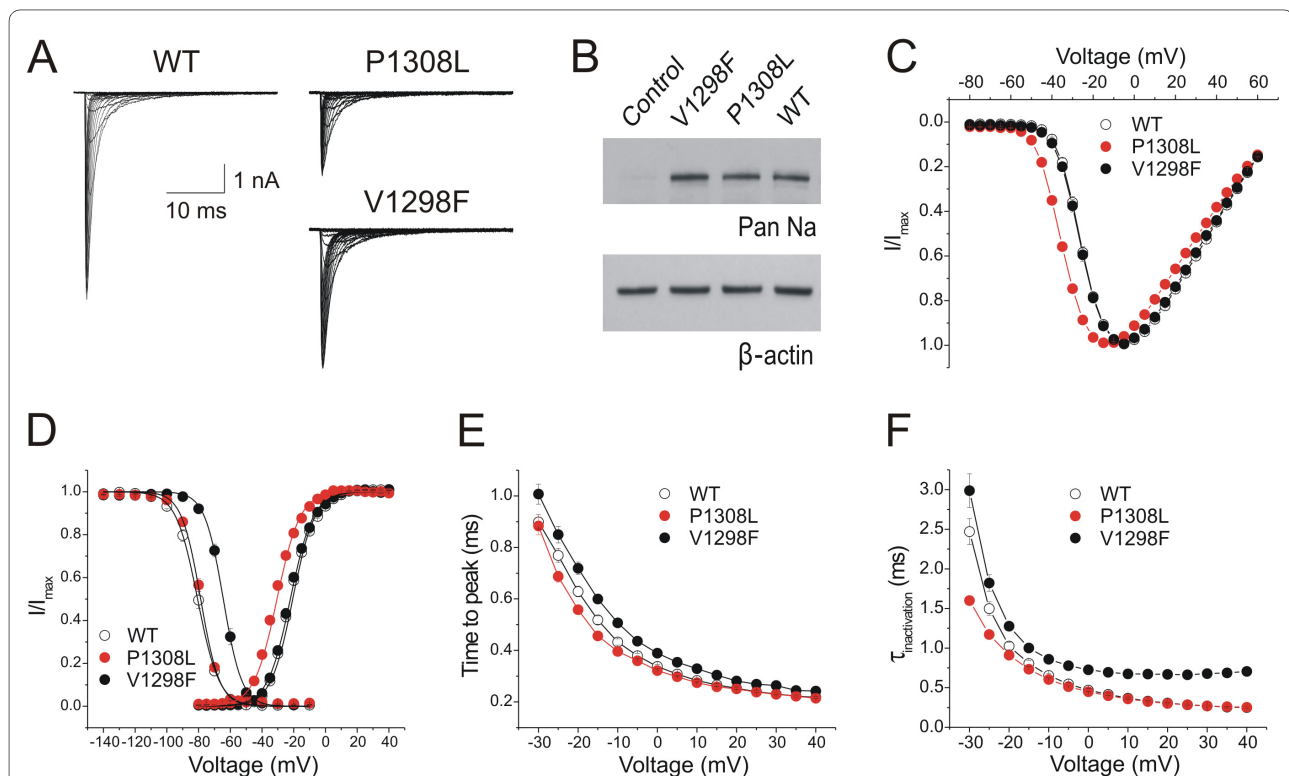 A
WT
P1308L
1 nA
10 ms
V1298F
B
Control
V1298F
P1308L
WT
Pan Na
β-actin
C
Voltage (mV)
-80 -60 -40 -20 0 20 40 60
0.0
0.2
0.4
0.6
0.8
1.0
I/Imax
WT
P1308L
V1298F
D
1.0
0.8
0.6
0.4
0.2
0.0
I/Imax
WT
P1308L
V1298F
-140 -120 -100 -80 -60 -40 -20 0 20 40
Voltage (mV)
E
1.0
0.8
0.6
0.4
0.2
Time to peak (ms)
WT
P1308L
V1298F
-30 -20 -10 0 10 20 30 40
Voltage (mV)
F
3.0
2.5
2.0
1.5
1.0
0.5
0.0
τinactivation (ms)
WT
P1308L
V1298F
-30 -20 -10 0 10 20 30 40
Voltage (mV)